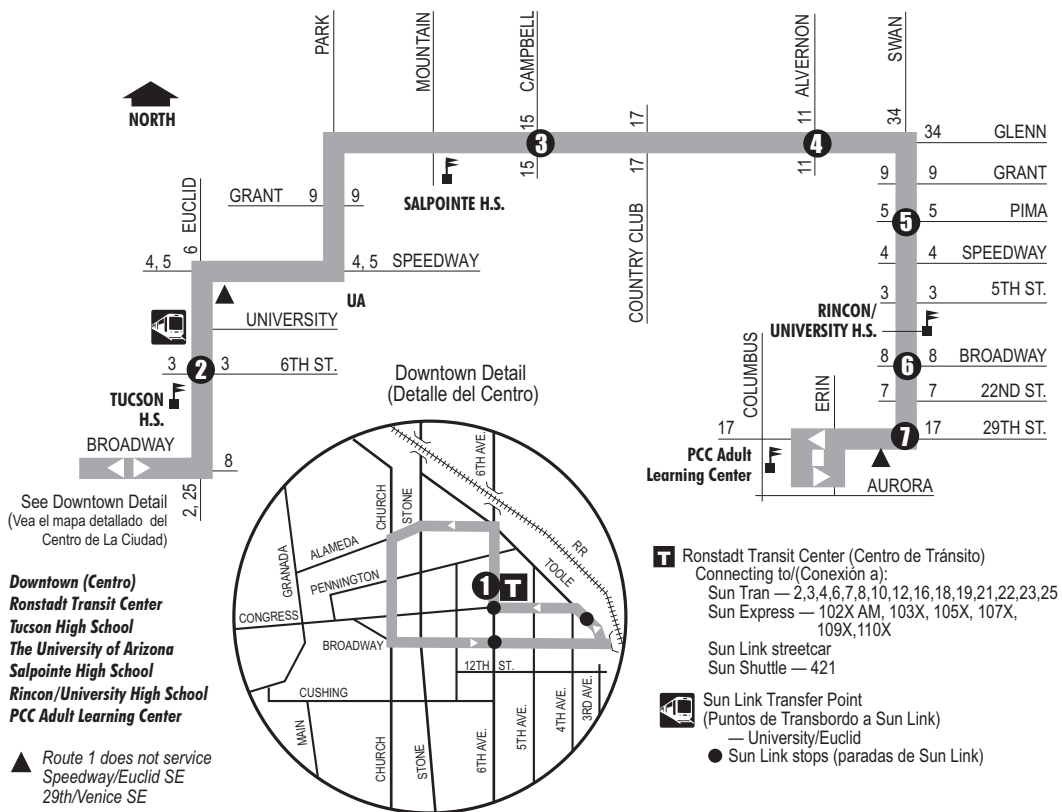 PARK
MOUNTAIN
CAMPBELL
ALVERNON
SWAN
NORTH
15
17
11
34
3
4
34 GLENN
15
17
11
9 9 GRANT
SALPOINTE H.S.
COUNTRY CLUB
EUCLID
6
GRANT 9 9
5 5 5 PIMA
4, 5
4, 5 SPEEDWAY
4 4 SPEEDWAY
UA
3 3 5TH ST.
UNIVERSITY
RINCON/
UNIVERSITY H.S.
3 2 3 6TH ST.
8 6 8 BROADWAY
TUCSON
H.S.
COLUMBUS
ERIN
7 7 22ND ST.
BROADWAY
8
2, 25
17
7 17 29TH ST.
PCC Adult
Learning Center
AURORA
See Downtown Detail
(Vea el mapa detallado del
Centro de La Ciudad)
Downtown Detail
(Detalle del Centro)
6TH AVE.
CHURCH
STONE
RR
ALAMEDA
GRANADA
PENNINGTON
TOOLE
1 T
CONGRESS
BROADWAY
12TH ST.
CUSHING
MAIN
CHURCH
STONE
6TH AVE.
5TH AVE.
4TH AVE.
3RD AVE.
Downtown (Centro)
Ronstadt Transit Center
Tucson High School
The University of Arizona
Salpointe High School
Rincon/University High School
PCC Adult Learning Center
Route 1 does not service
Speedway/Euclid SE
29th/Venice SE
T Ronstadt Transit Center (Centro de Tránsito)
Connecting to/(Conexión a):
Sun Tran — 2,3,4,6,7,8,10,12,16,18,19,21,22,23,25
Sun Express — 102X AM, 103X, 105X, 107X,
109X,110X
Sun Link streetcar
Sun Shuttle — 421
Sun Link Transfer Point
(Puntos de Transbordo a Sun Link)
— University/Euclid
Sun Link stops (paradas de Sun Link)